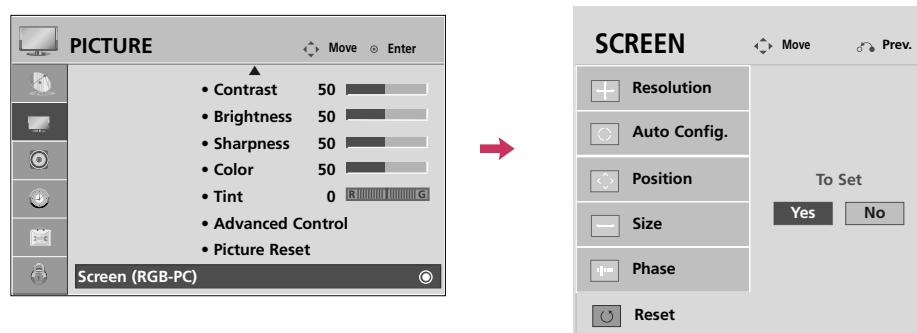 PICTURE
Move
Enter
• Contrast 50
• Brightness 50
• Sharpness 50
• Color 50
• Tint 0 R G
• Advanced Control
• Picture Reset
Screen (RGB-PC)
SCREEN
Move
Prev.
Resolution
Auto Config.
Position
Size
Phase
Reset
To Set
Yes No